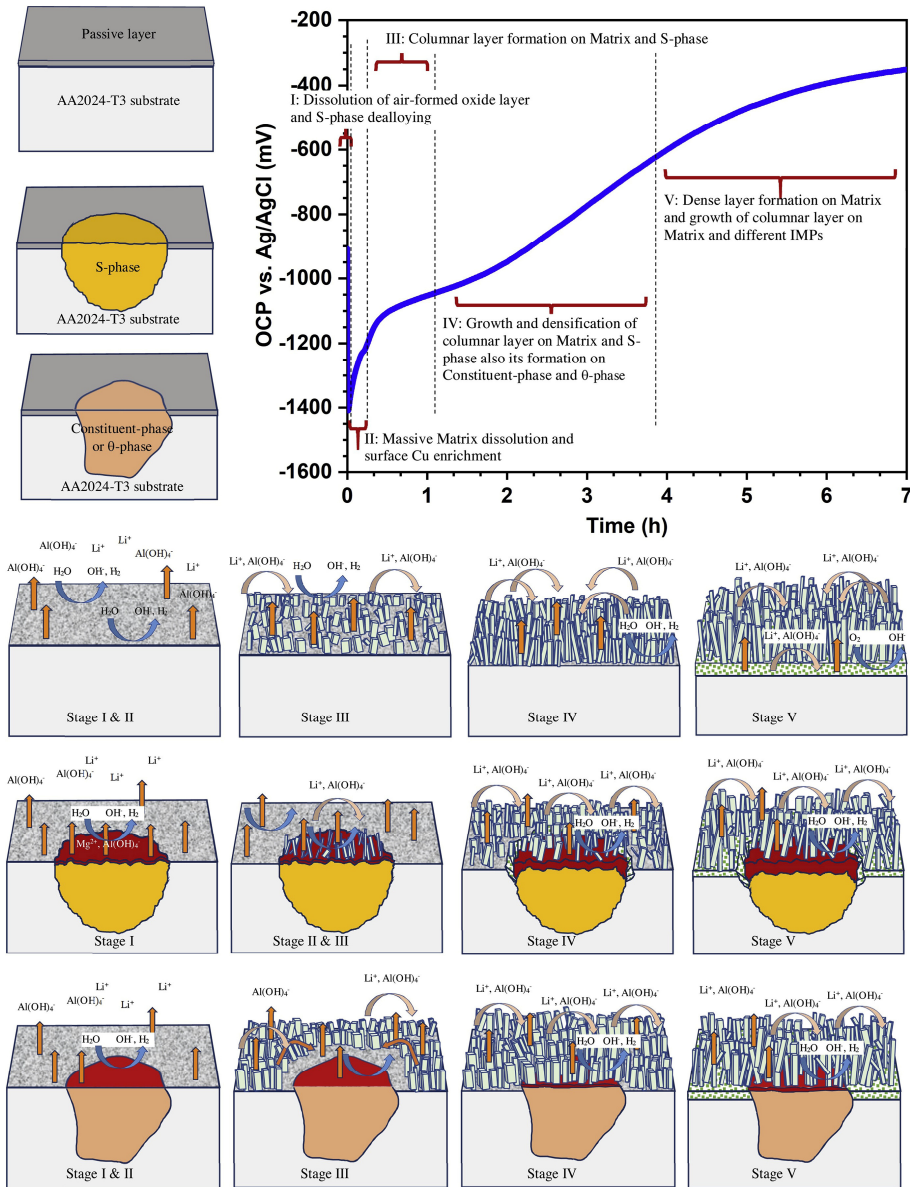 Passive layer
AA2024-T3 substrate
S-phase
AA2024-T3 substrate
Constituent-phase
or θ-phase
AA2024-T3 substrate
OCP vs. Ag/AgCl (mV)
-200
-400
-600
-800
-1000
-1200
-1400
-1600
III: Columnar layer formation on Matrix and S-phase
I: Dissolution of air-formed oxide layer
and S-phase dealloying
V: Dense layer formation on Matrix
and growth of columnar layer on
Matrix and different IMPs
IV: Growth and densification of
columnar layer on Matrix and S-
phase also its formation on
Constituent-phase and θ-phase
II: Massive Matrix dissolution and
surface Cu enrichment
0 1 2 3 4 5 6 7
Time (h)
Al(OH)₄⁻ Al(OH)₄⁻ Li⁺ Li⁺ Al(OH)₄⁻ Li⁺
H₂O OH⁻, H₂
Al(OH)₄⁻
H₂O OH⁻, H₂
Stage I & II
Li⁺, Al(OH)₄⁻ H₂O OH⁻, H₂ Li⁺, Al(OH)₄⁻
Stage III
Li⁺, Al(OH)₄⁻ Li⁺, Al(OH)₄⁻
H₂O OH⁻, H₂
Stage IV
Li⁺, Al(OH)₄⁻ Li⁺, Al(OH)₄⁻
Li⁺, Al(OH)₄⁻ O₂ OH⁻
Stage V
Al(OH)₄⁻ Al(OH)₄⁻ Li⁺ Li⁺ Li⁺
H₂O OH⁻, H₂
Mg²⁺, Al(OH)₄⁻
Stage I
Li⁺, Al(OH)₄⁻
Stage II & III
Li⁺, Al(OH)₄⁻ Li⁺, Al(OH)₄⁻ Li⁺, Al(OH)₄⁻
H₂O OH⁻, H₂
Stage IV
Li⁺, Al(OH)₄⁻ Li⁺, Al(OH)₄⁻ Li⁺, Al(OH)₄⁻
H₂O OH⁻, H₂
Stage V
Al(OH)₄⁻ Al(OH)₄⁻ Li⁺ Li⁺ Li⁺
H₂O OH⁻, H₂
Stage I & II
Al(OH)₄⁻ Li⁺, Al(OH)₄⁻
Stage III
Li⁺, Al(OH)₄⁻ Li⁺, Al(OH)₄⁻ Li⁺, Al(OH)₄⁻
H₂O OH⁻, H₂
Stage IV
Li⁺, Al(OH)₄⁻ Li⁺, Al(OH)₄⁻ Li⁺, Al(OH)₄⁻
H₂O OH⁻, H₂
Stage V